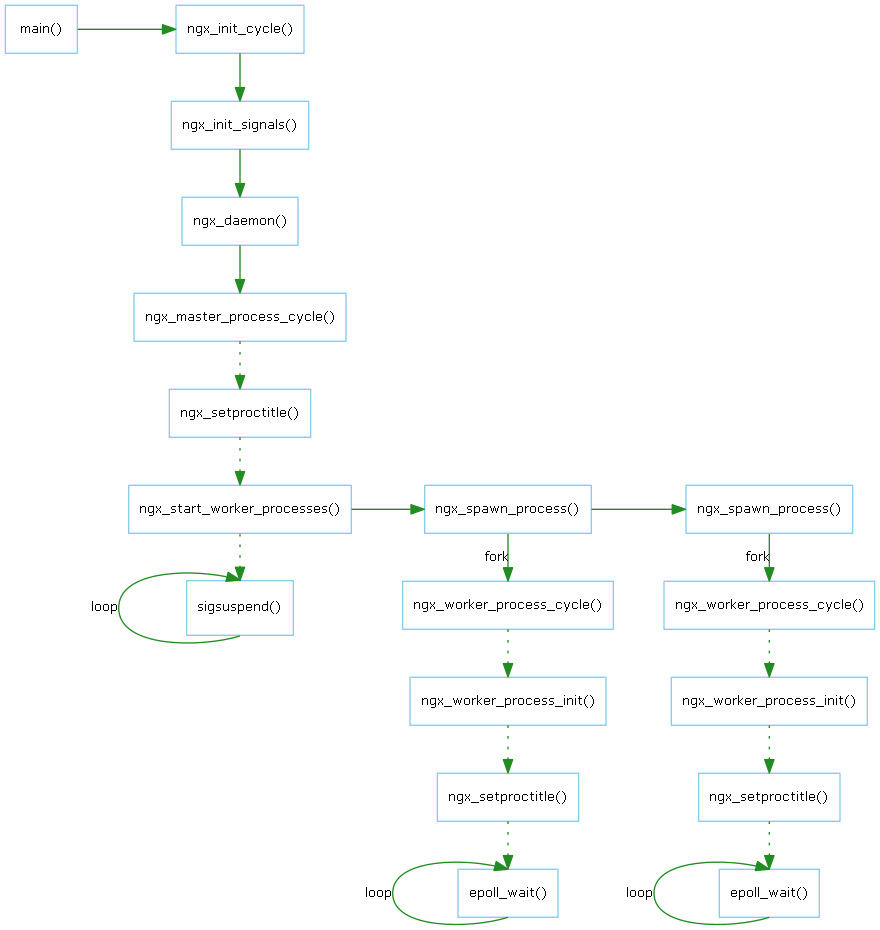 main()
ngx_init_cycle()
ngx_init_signals()
ngx_daemon()
ngx_master_process_cycle()
ngx_setproctitle()
ngx_start_worker_processes()
ngx_spawn_process()
ngx_spawn_process()
fork
fork
loop
sigsuspend()
ngx_worker_process_cycle()
ngx_worker_process_cycle()
ngx_worker_process_init()
ngx_worker_process_init()
ngx_setproctitle()
ngx_setproctitle()
loop
epoll_wait()
loop
epoll_wait()